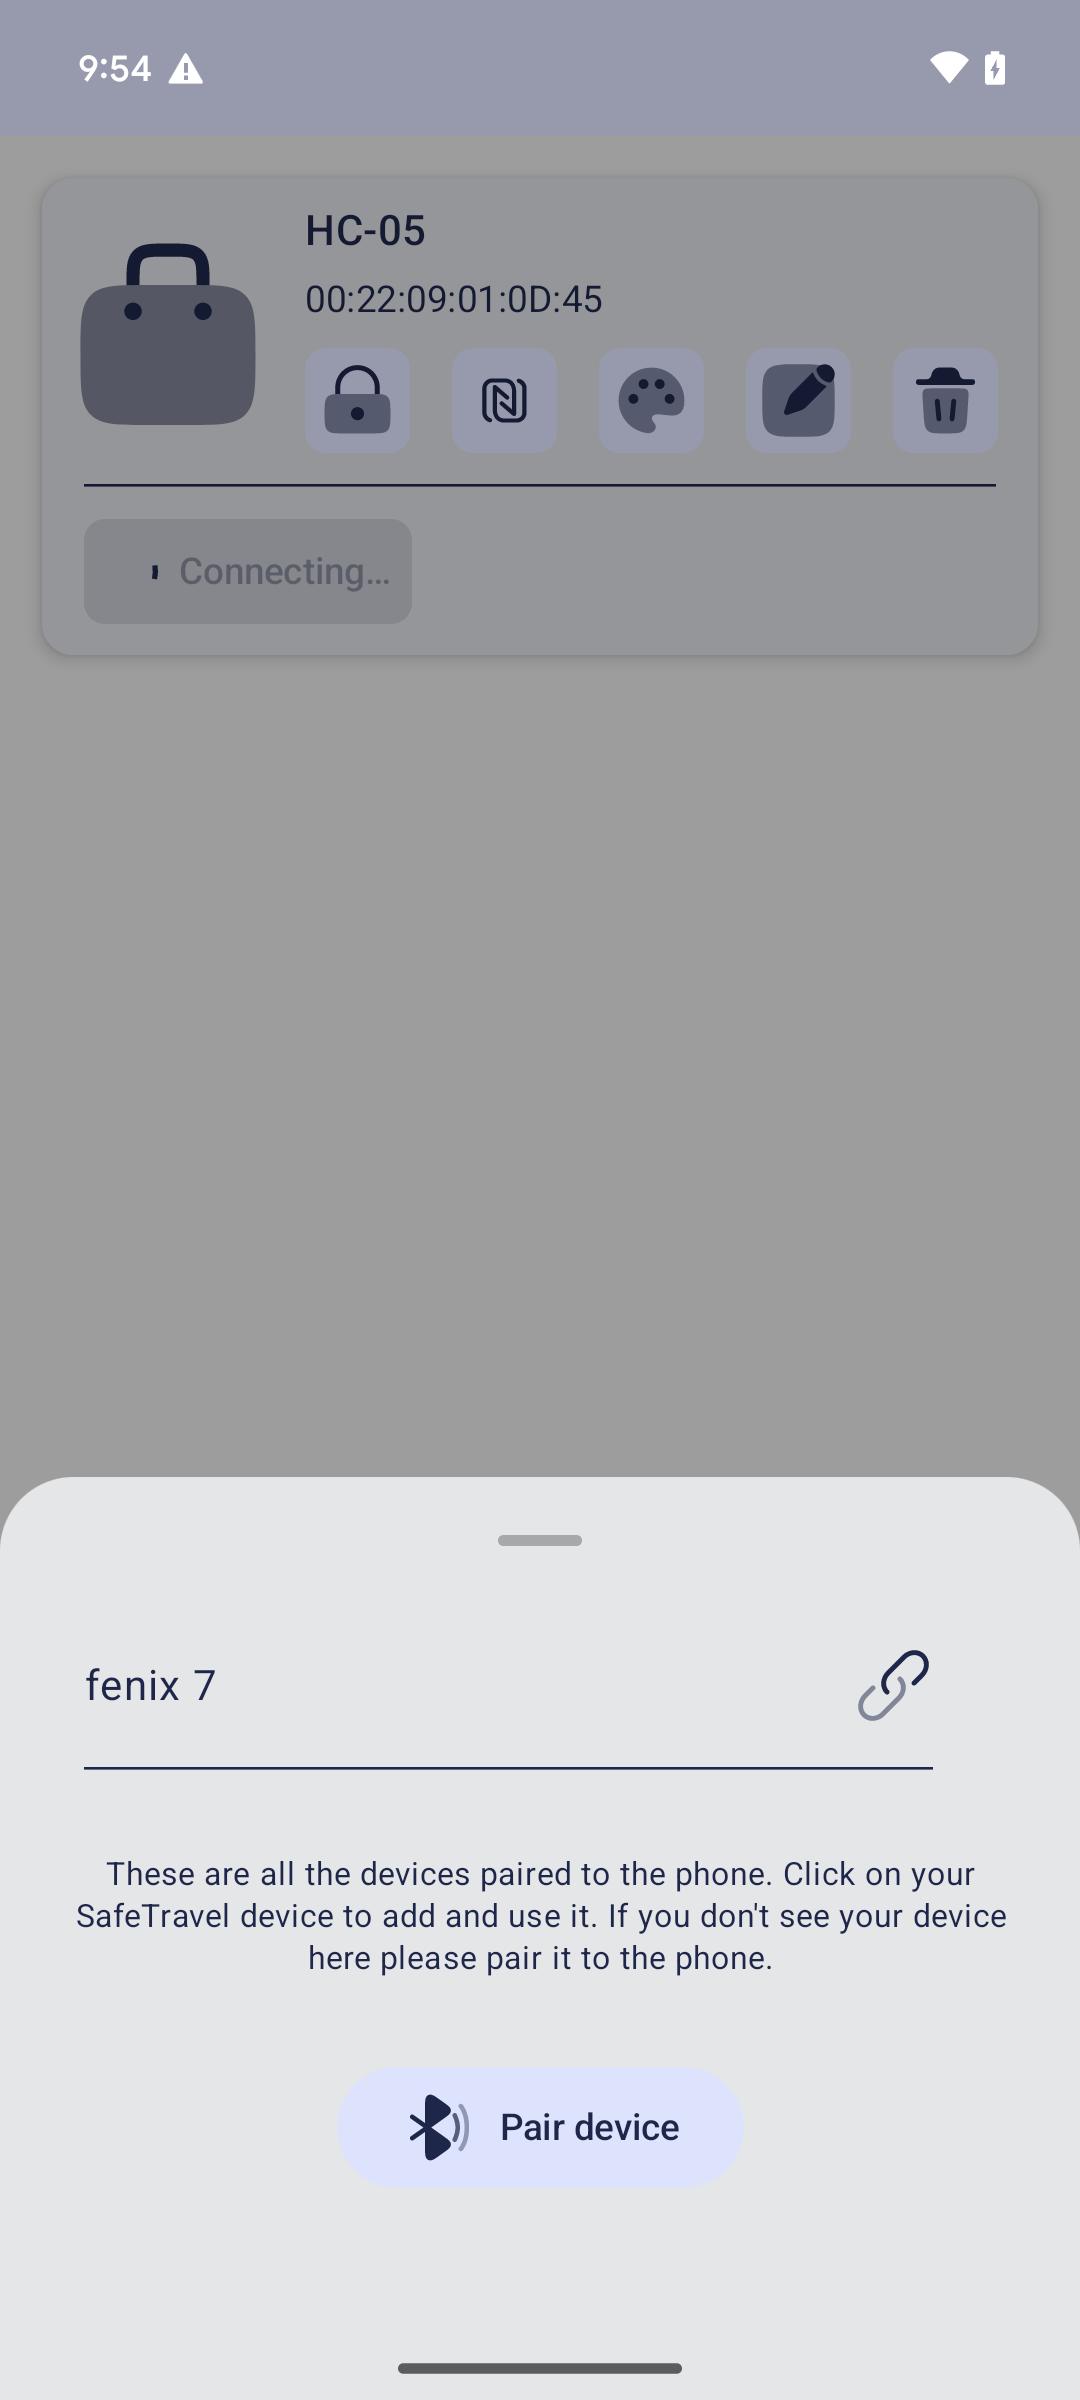 9:54
HC-05
00:22:09:01:0D:45
Connecting...
fenix 7
These are all the devices paired to the phone. Click on your
SafeTravel device to add and use it. If you don't see your device
here please pair it to the phone.
Pair device